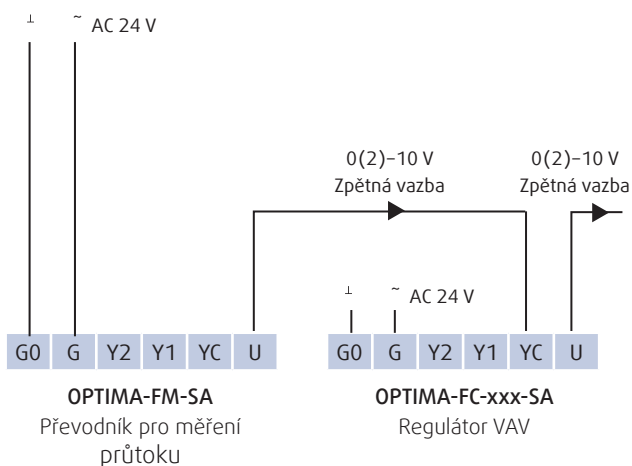 ⊥ ~ AC 24 V
0(2)–10 V 0(2)–10 V
Zpětná vazba Zpětná vazba
⊥ ~ AC 24 V
G0 G Y2 Y1 YC U G0 G Y2 Y1 YC U
OPTIMA-FM-SA OPTIMA-FC-xxx-SA
Převodník pro měření Regulátor VAV
průtoku